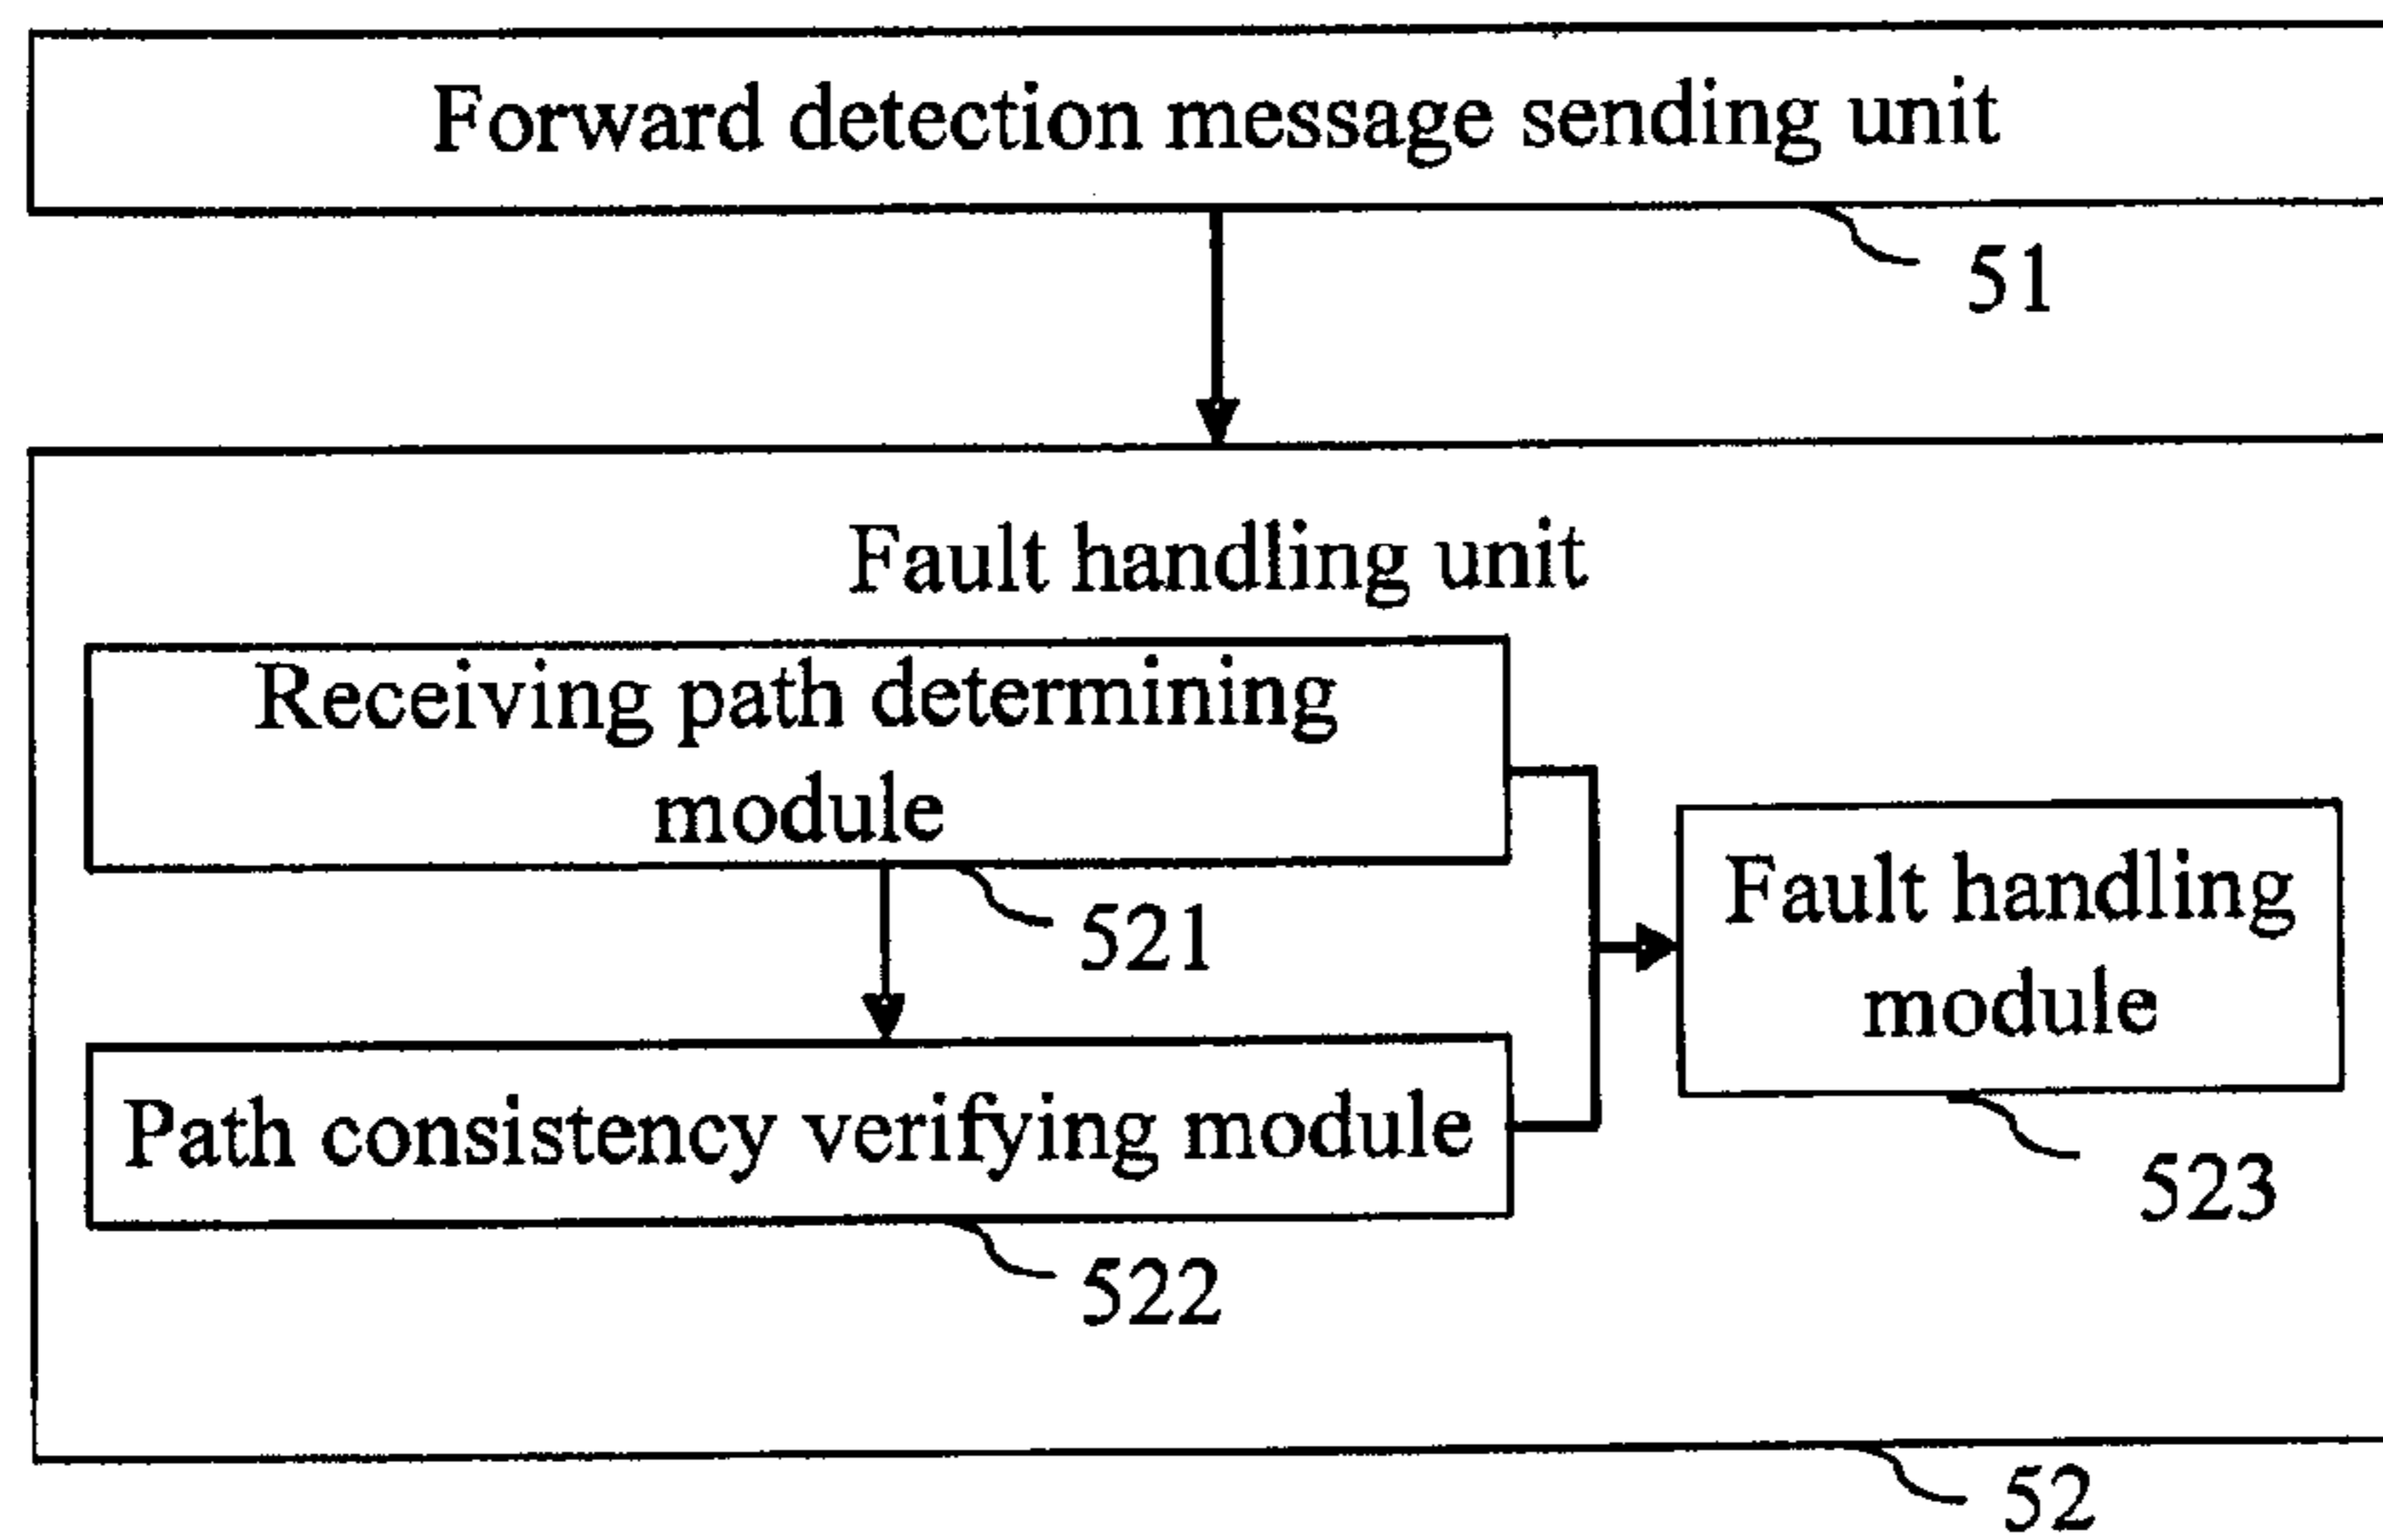 Forward detection message sending unit
51
Fault handling unit
Receiving path determining
module
521
Fault handling
module
523
Path consistency verifying module
522
52